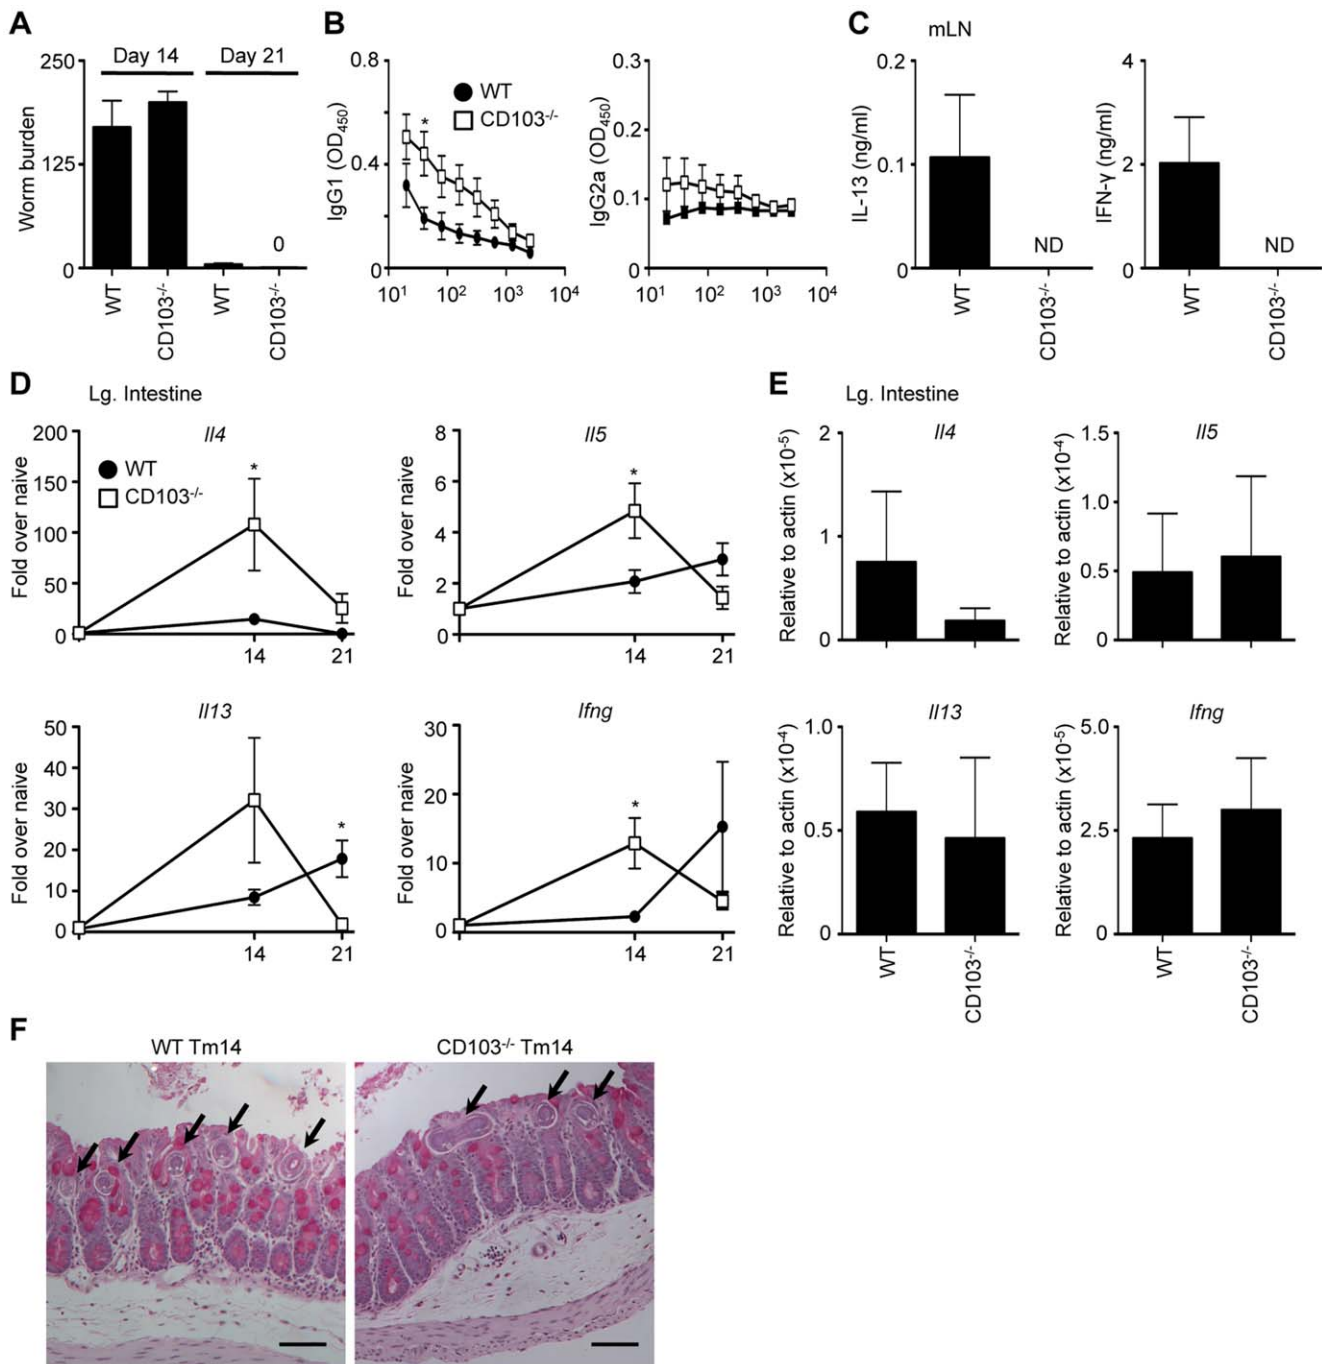 A
Day 14 Day 21
250
125
0
Worm burden
0
WT
CD103-/-
WT
CD103-/-
B
0.8
0.4
0
IgG1 (OD450)
WT
CD103-/-
*
10¹ 10² 10³ 10⁴
0.3
0.2
0.1
0
IgG2a (OD450)
10¹ 10² 10³ 10⁴
C
mLN
0.2
0.1
0
IL-13 (ng/ml)
ND
WT
CD103-/-
4
2
0
IFN-γ (ng/ml)
ND
WT
CD103-/-
D
Lg. Intestine
Il4
200
150
100
50
0
Fold over naive
WT
CD103-/-
*
14 21
Il5
8
6
4
2
0
Fold over naive
*
14 21
Il13
50
40
30
20
10
0
Fold over naive
*
14 21
Ifng
30
20
10
0
Fold over naive
*
14 21
E
Lg. Intestine
Il4
2
1
0
Relative to actin (x10-5)
Il5
1.5
1.0
0.5
0
Relative to actin (x10-4)
Il13
1.0
0.5
0
Relative to actin (x10-4)
WT
CD103-/-
Ifng
5.0
2.5
0
Relative to actin (x10-5)
WT
CD103-/-
F
WT Tm14
CD103-/- Tm14